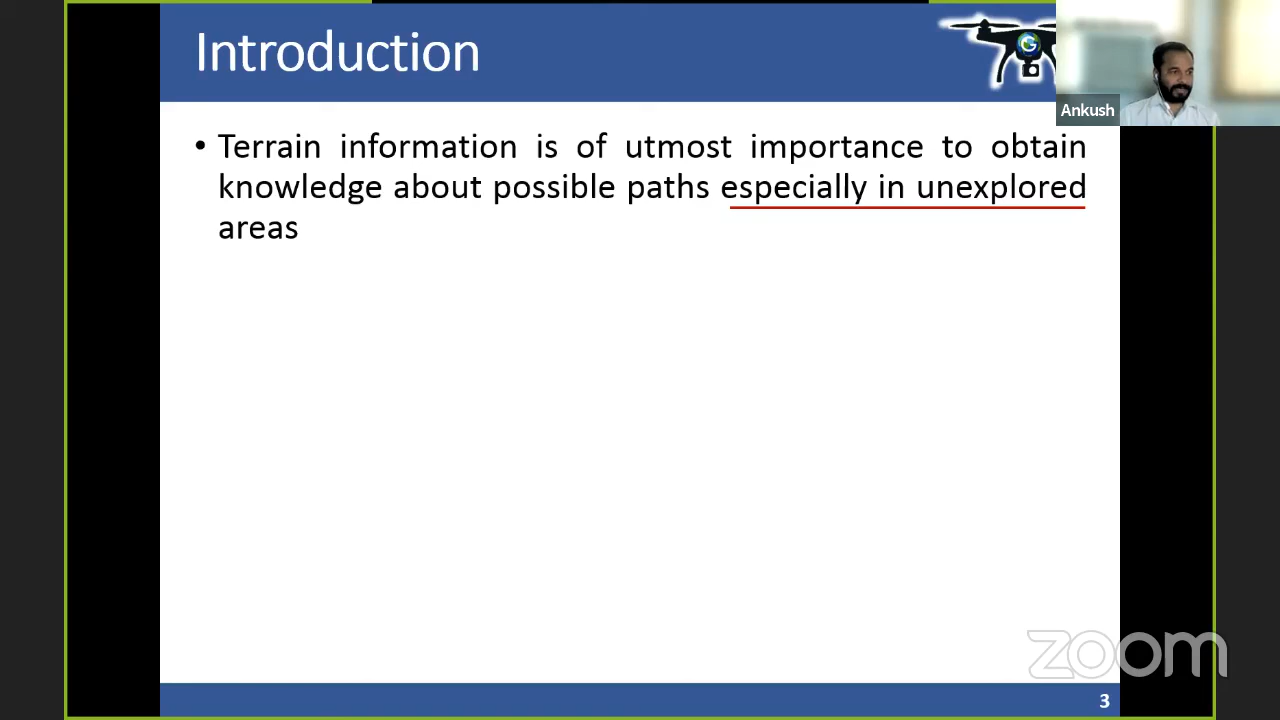 Introduction
Ankush
• Terrain information is of utmost importance to obtain
knowledge about possible paths especially in unexplored
areas
zoom
3